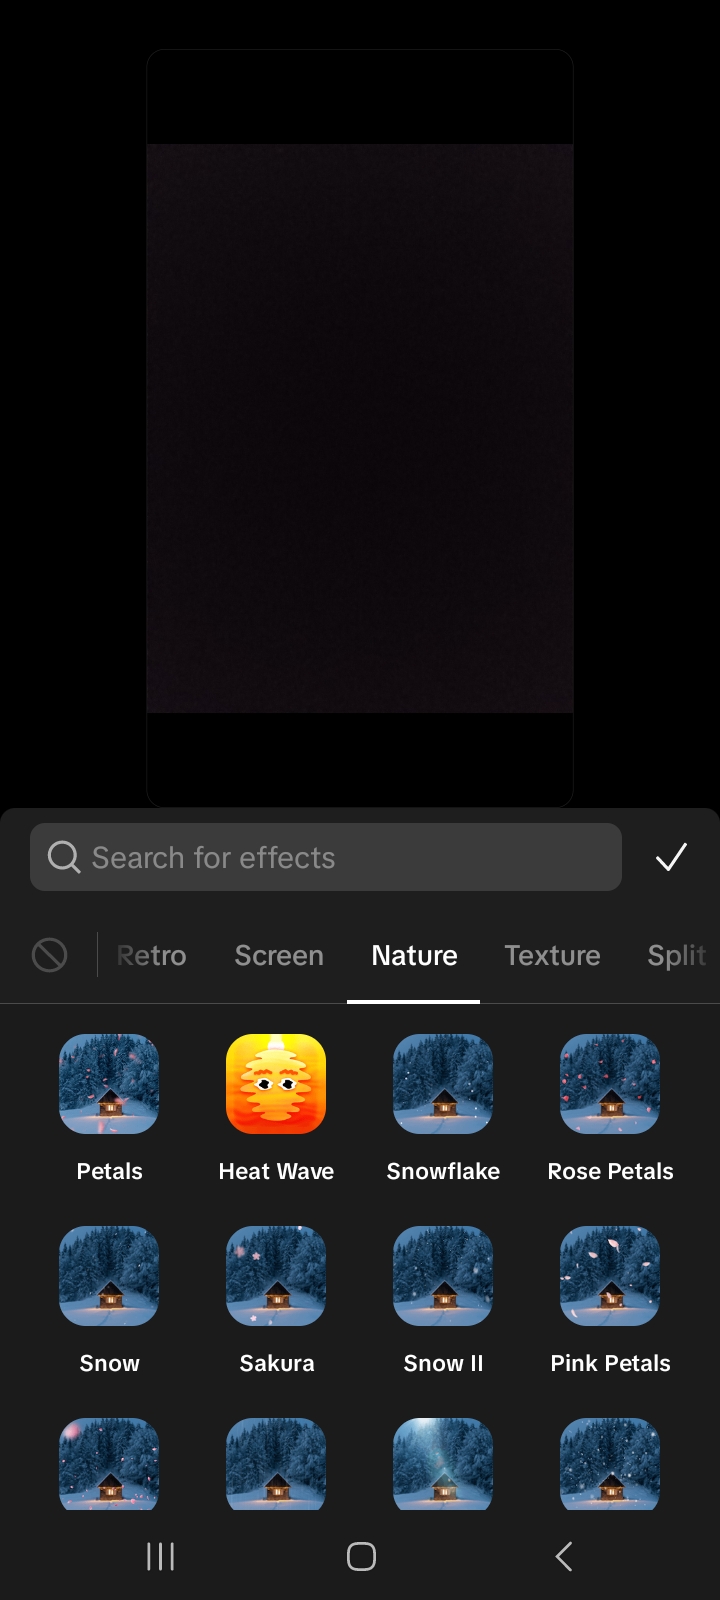 Search for effects
Retro Screen Nature Texture Split
Petals Heat Wave Snowflake Rose Petals
Snow Sakura Snow II Pink Petals